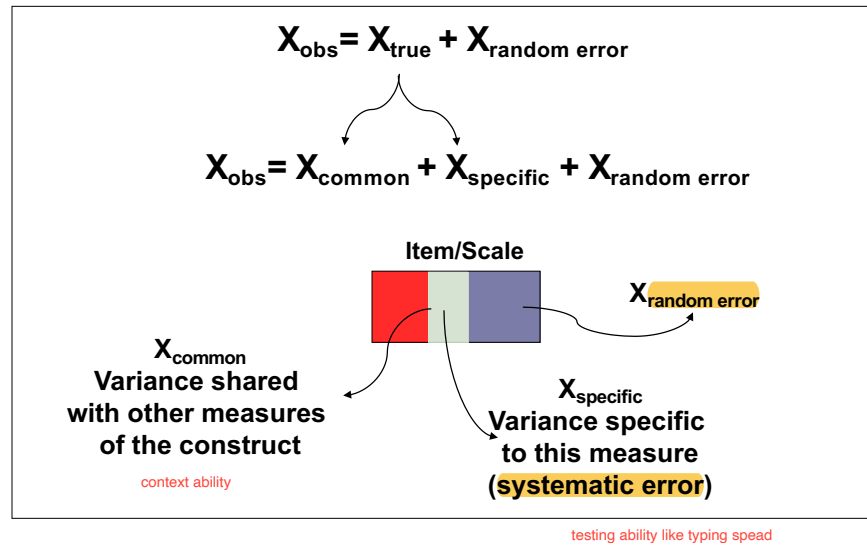 Xobs= Xtrue + Xrandom error
Xobs= Xcommon + Xspecific + Xrandom error
Item/Scale
Xrandom error
Xcommon
Variance shared
with other measures
of the construct
context ability
Xspecific
Variance specific
to this measure
(systematic error)
testing ability like typing spead